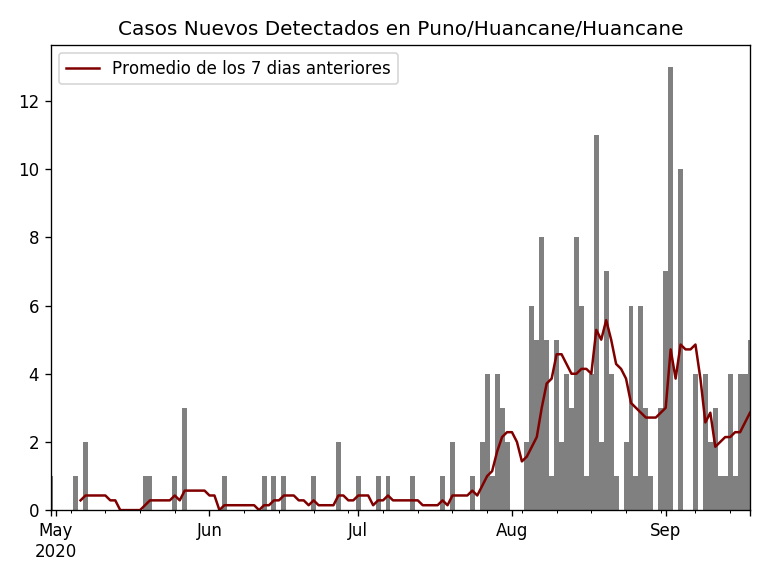 Casos Nuevos Detectados en Puno/Huancane/Huancane
Promedio de los 7 dias anteriores
12
10
8
6
4
2
0
May Jun Jul Aug Sep
2020